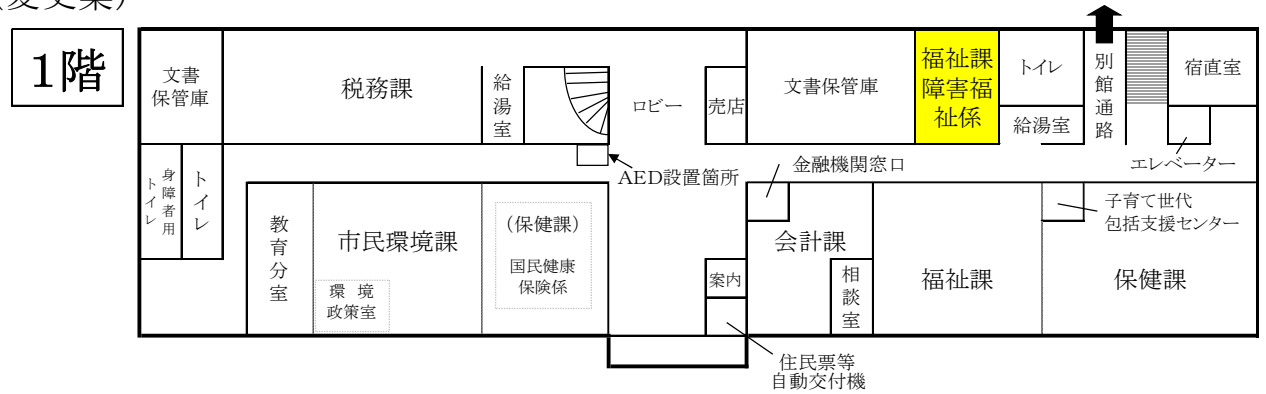 (変更案)
1階
文書
保管庫
税務課
給湯室
ロビー
売店
文書保管庫
福祉課
障害福
祉係
トイレ
給湯室
別館通路
宿直室
エレベーター
AED設置箇所
金融機関窓口
身障者用
トイレ
トイレ
教育分室
市民環境課
環 境
政策室
(保健課)
国民健康
保険係
案内
会計課
相談室
福祉課
子育て世代
包括支援センター
保健課
住民票等
自動交付機